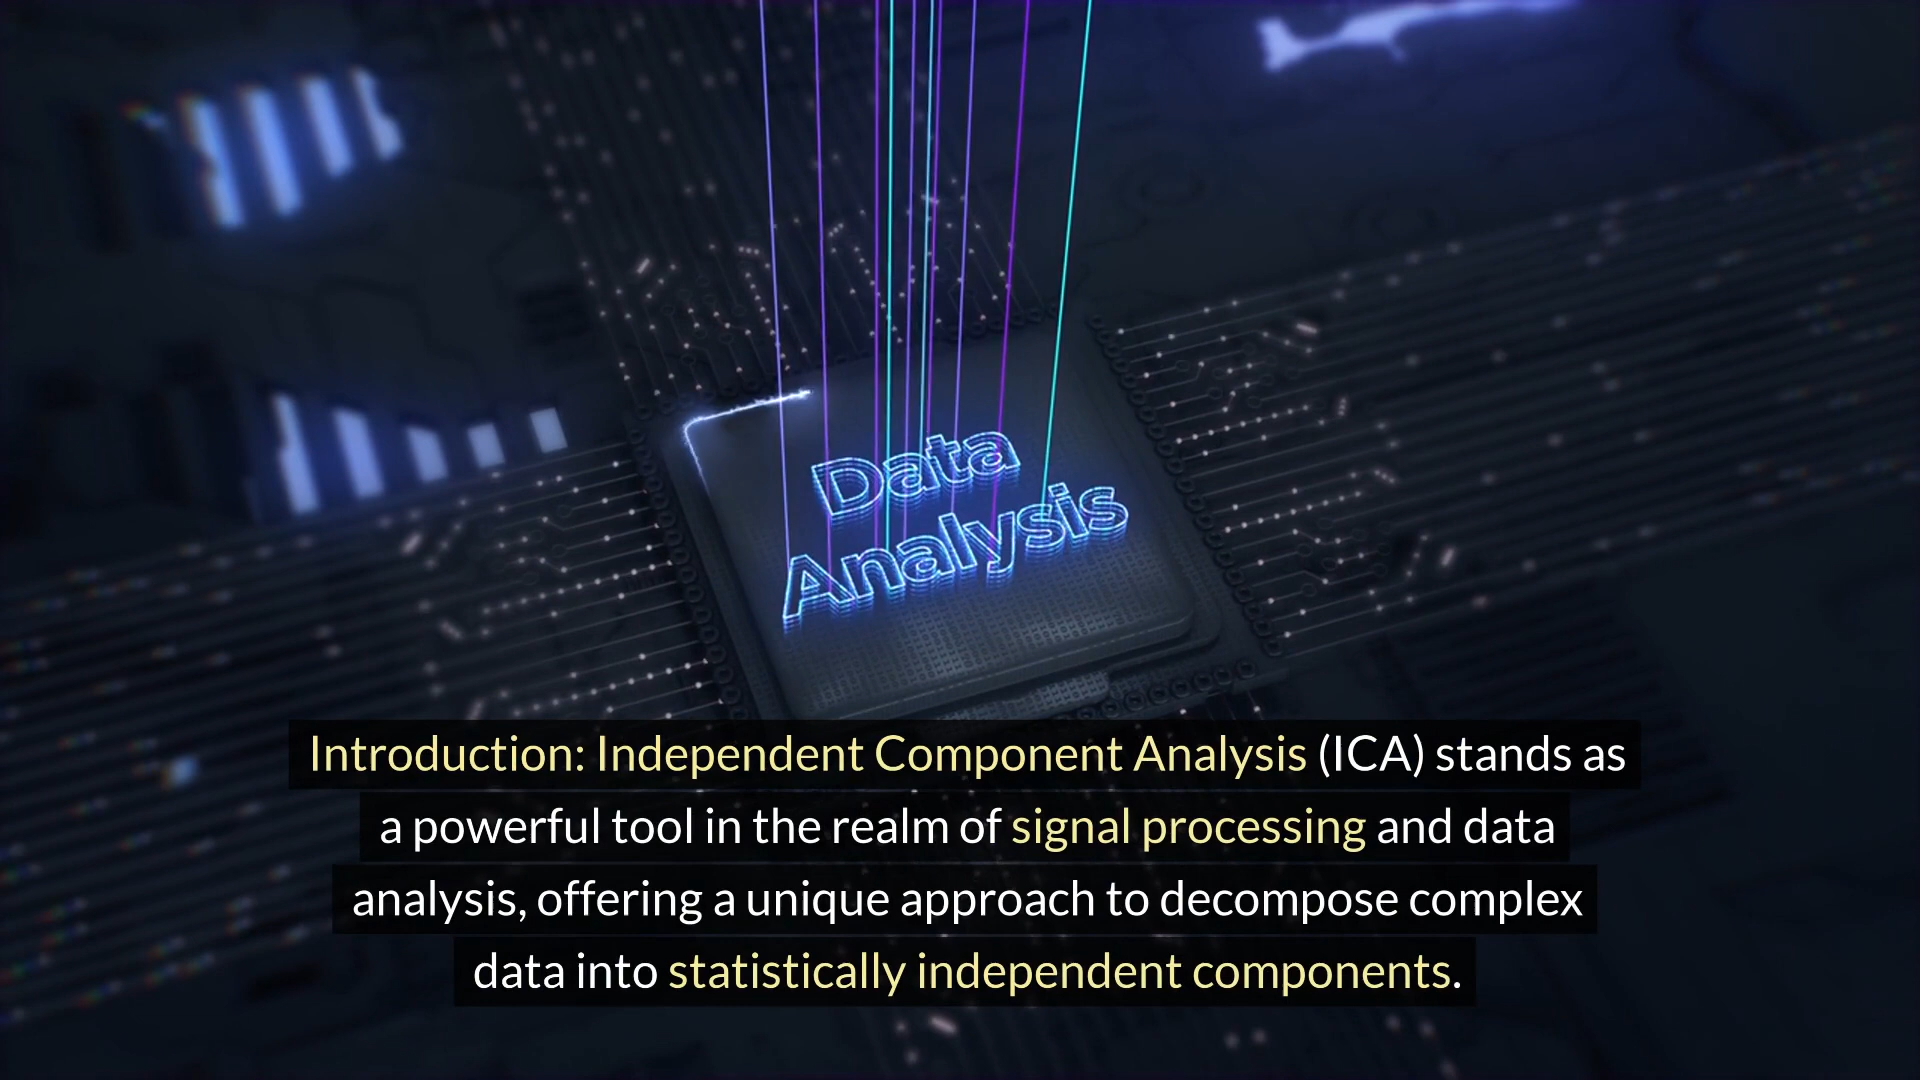 Data
Analysis
Introduction: Independent Component Analysis (ICA) stands as
a powerful tool in the realm of signal processing and data
analysis, offering a unique approach to decompose complex
data into statistically independent components.